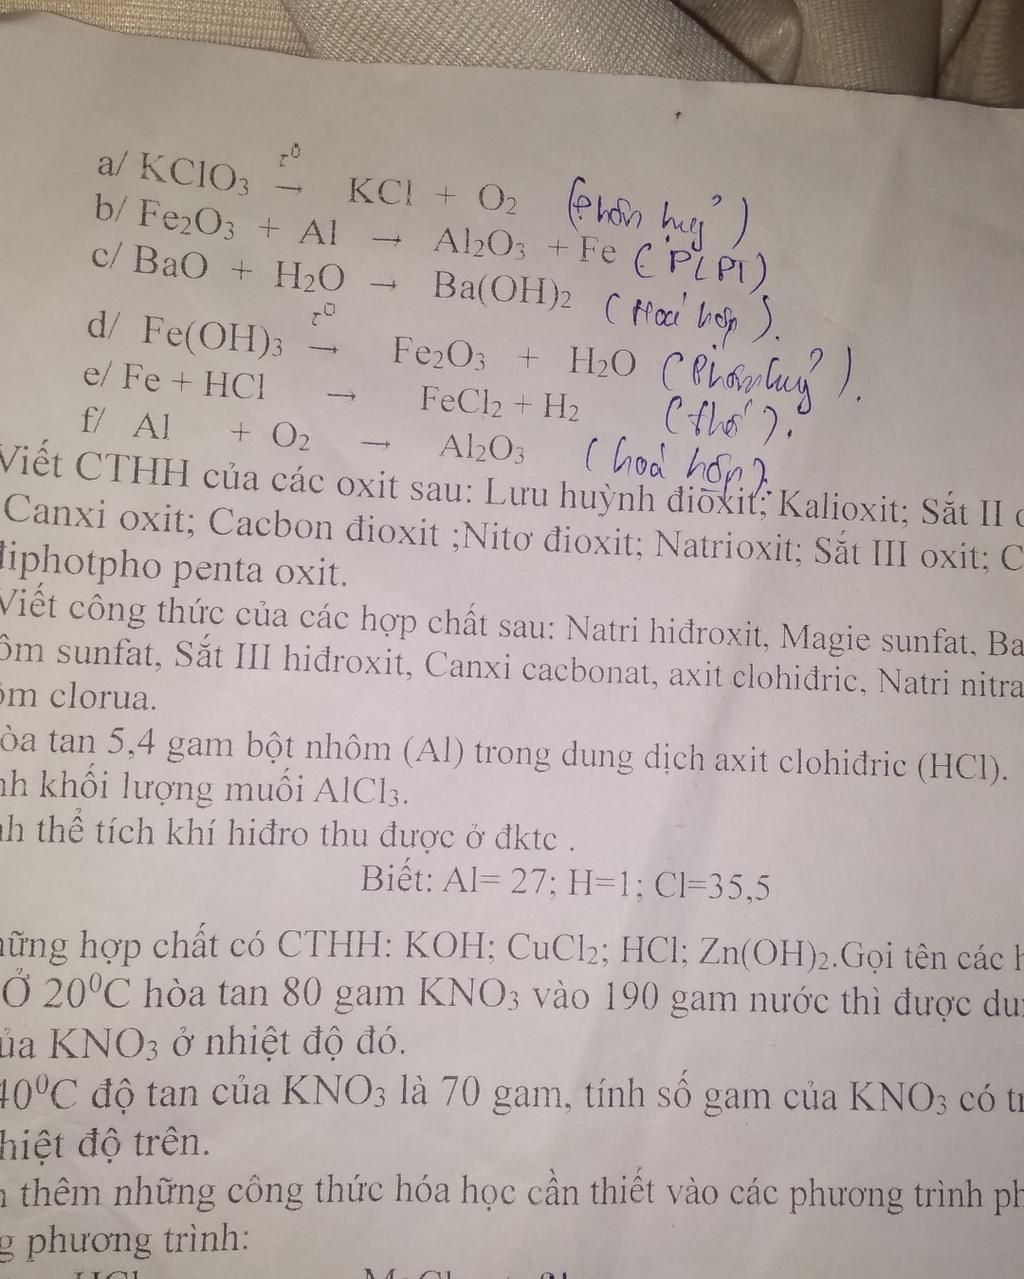 a/ KClO₃ →(t⁰) KCl + O₂ (phân huỷ)
b/ Fe₂O₃ + Al → Al₂O₃ + Fe (PƯPT)
c/ BaO + H₂O → Ba(OH)₂ (Hoá hợp).
d/ Fe(OH)₃ →(t⁰) Fe₂O₃ + H₂O (Phân huỷ).
e/ Fe + HCl → FeCl₂ + H₂ (thế).
f/ Al + O₂ → Al₂O₃ (hoá hợp).
Viết CTHH của các oxit sau: Lưu huỳnh đioxit; Kalioxit; Sắt II
Canxi oxit; Cacbon đioxit ;Nitơ đioxit; Natrioxit; Sắt III oxit; C
điphotpho penta oxit.
Viết công thức của các hợp chất sau: Natri hiđroxit, Magie sunfat, Ba
ôm sunfat, Sắt III hiđroxit, Canxi cacbonat, axit clohiđric, Natri nitra
ôm clorua.
òa tan 5,4 gam bột nhôm (Al) trong dung dịch axit clohiđric (HCl).
nh khối lượng muối AlCl₃.
nh thể tích khí hiđro thu được ở đktc .
Biết: Al= 27; H=1; Cl=35,5
những hợp chất có CTHH: KOH; CuCl₂; HCl; Zn(OH)₂.Gọi tên các h
Ở 20⁰C hòa tan 80 gam KNO₃ vào 190 gam nước thì được du
ủa KNO₃ ở nhiệt độ đó.
40⁰C độ tan của KNO₃ là 70 gam, tính số gam của KNO₃ có tr
hiệt độ trên.
thêm những công thức hóa học cần thiết vào các phương trình ph
g phương trình: